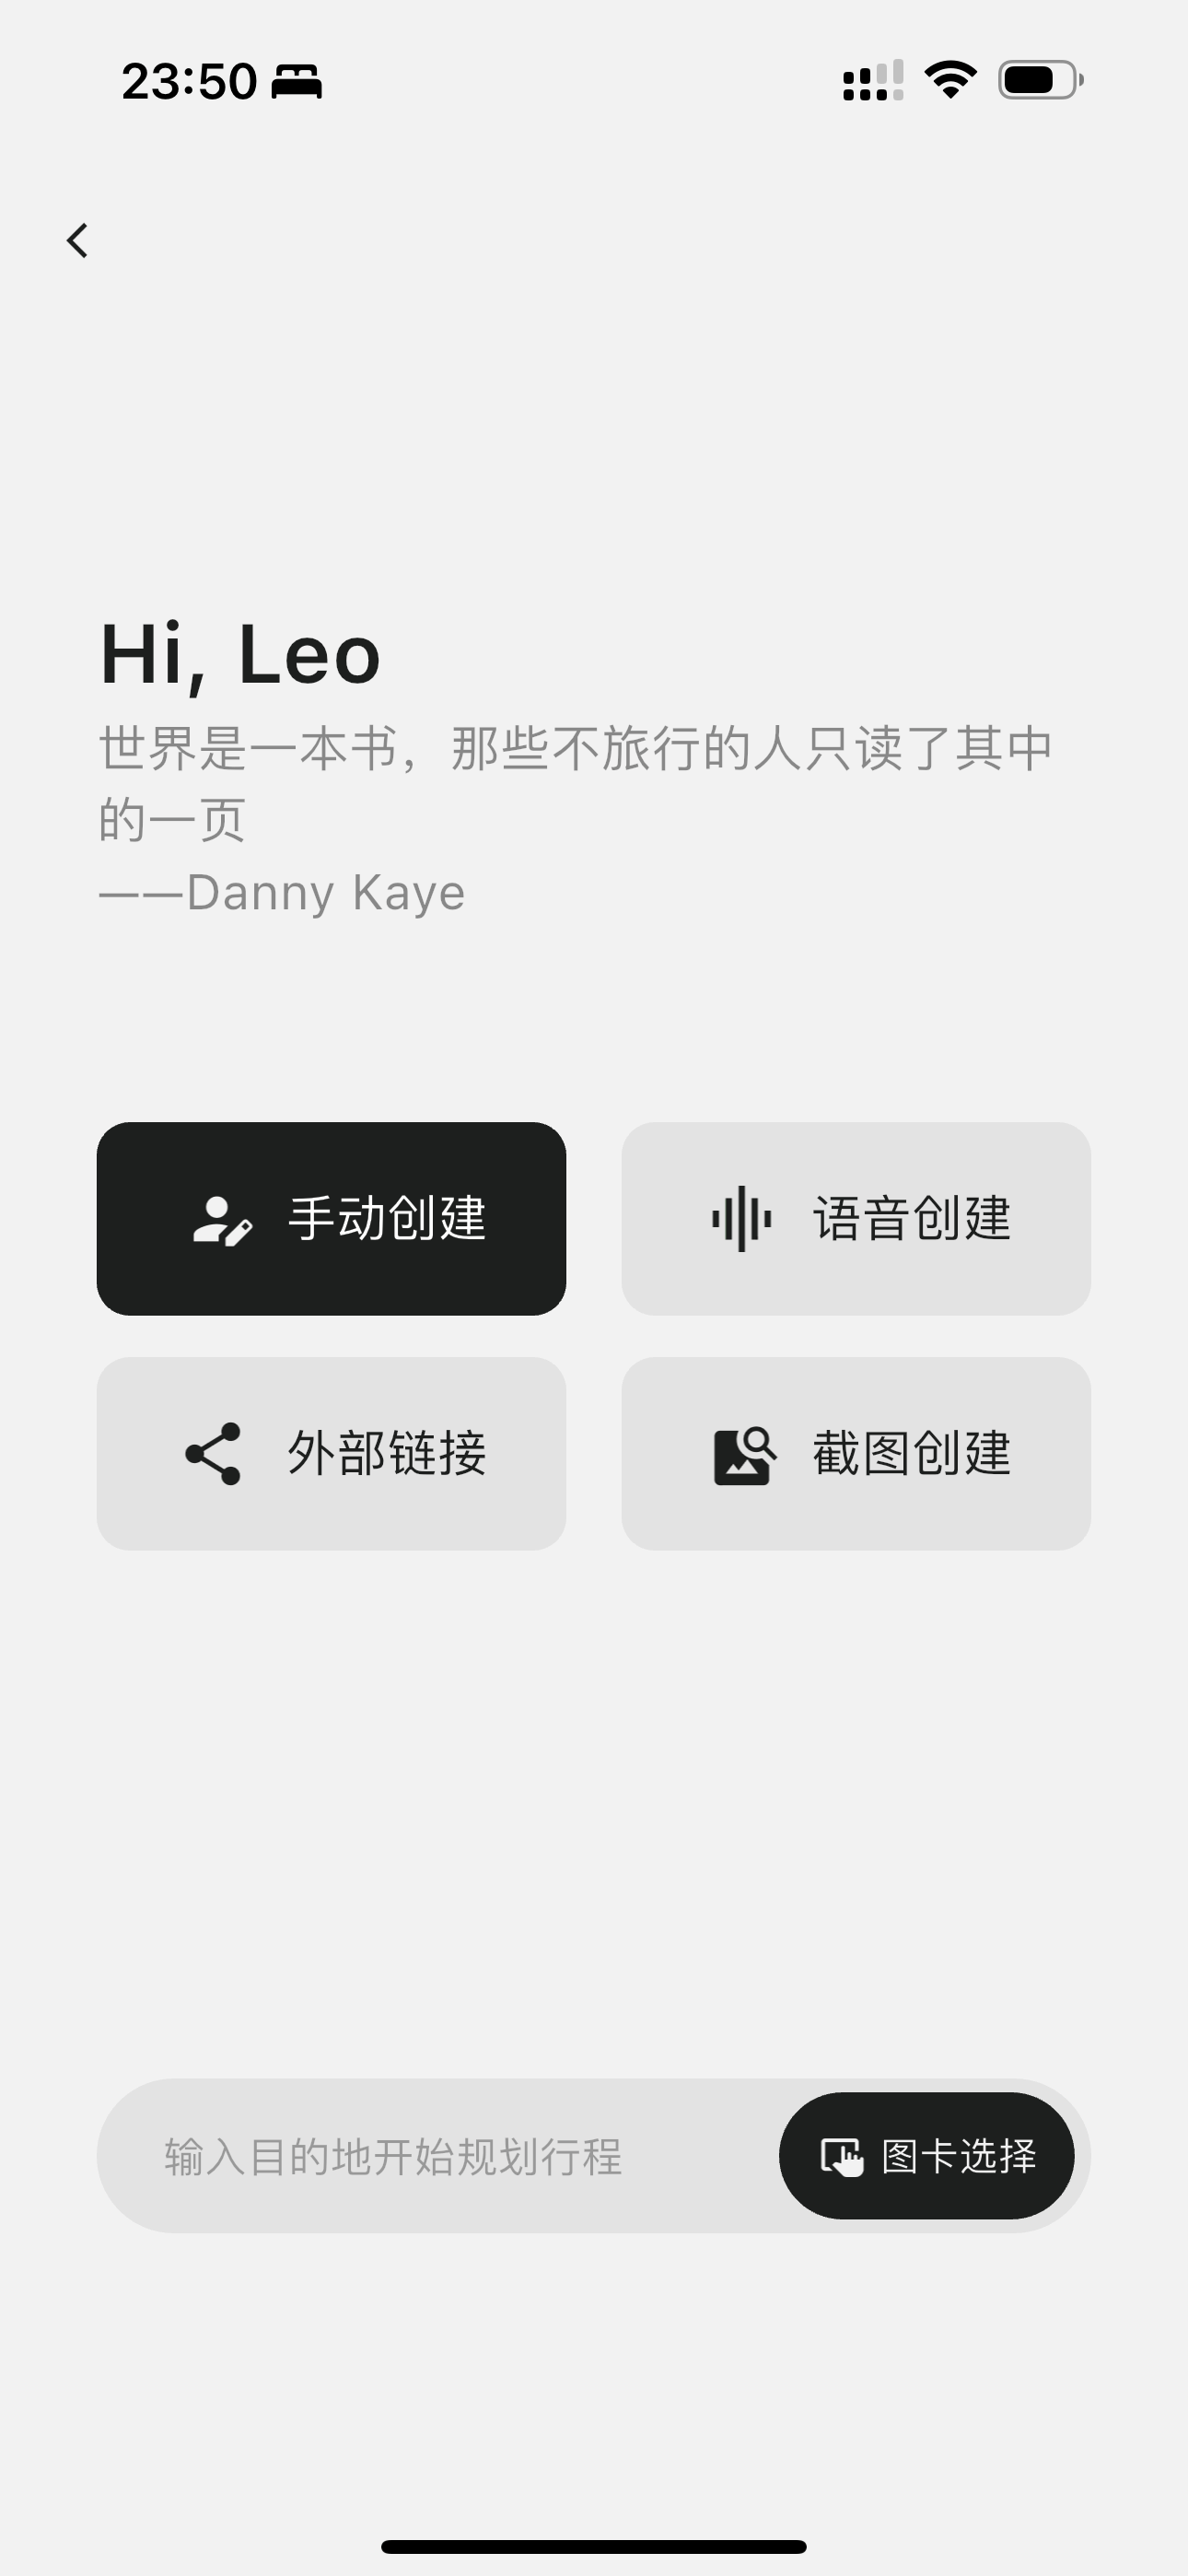 23:50
Hi, Leo
世界是一本书，那些不旅行的人只读了其中
的一页
——Danny Kaye
手动创建
语音创建
外部链接
截图创建
输入目的地开始规划行程
图卡选择